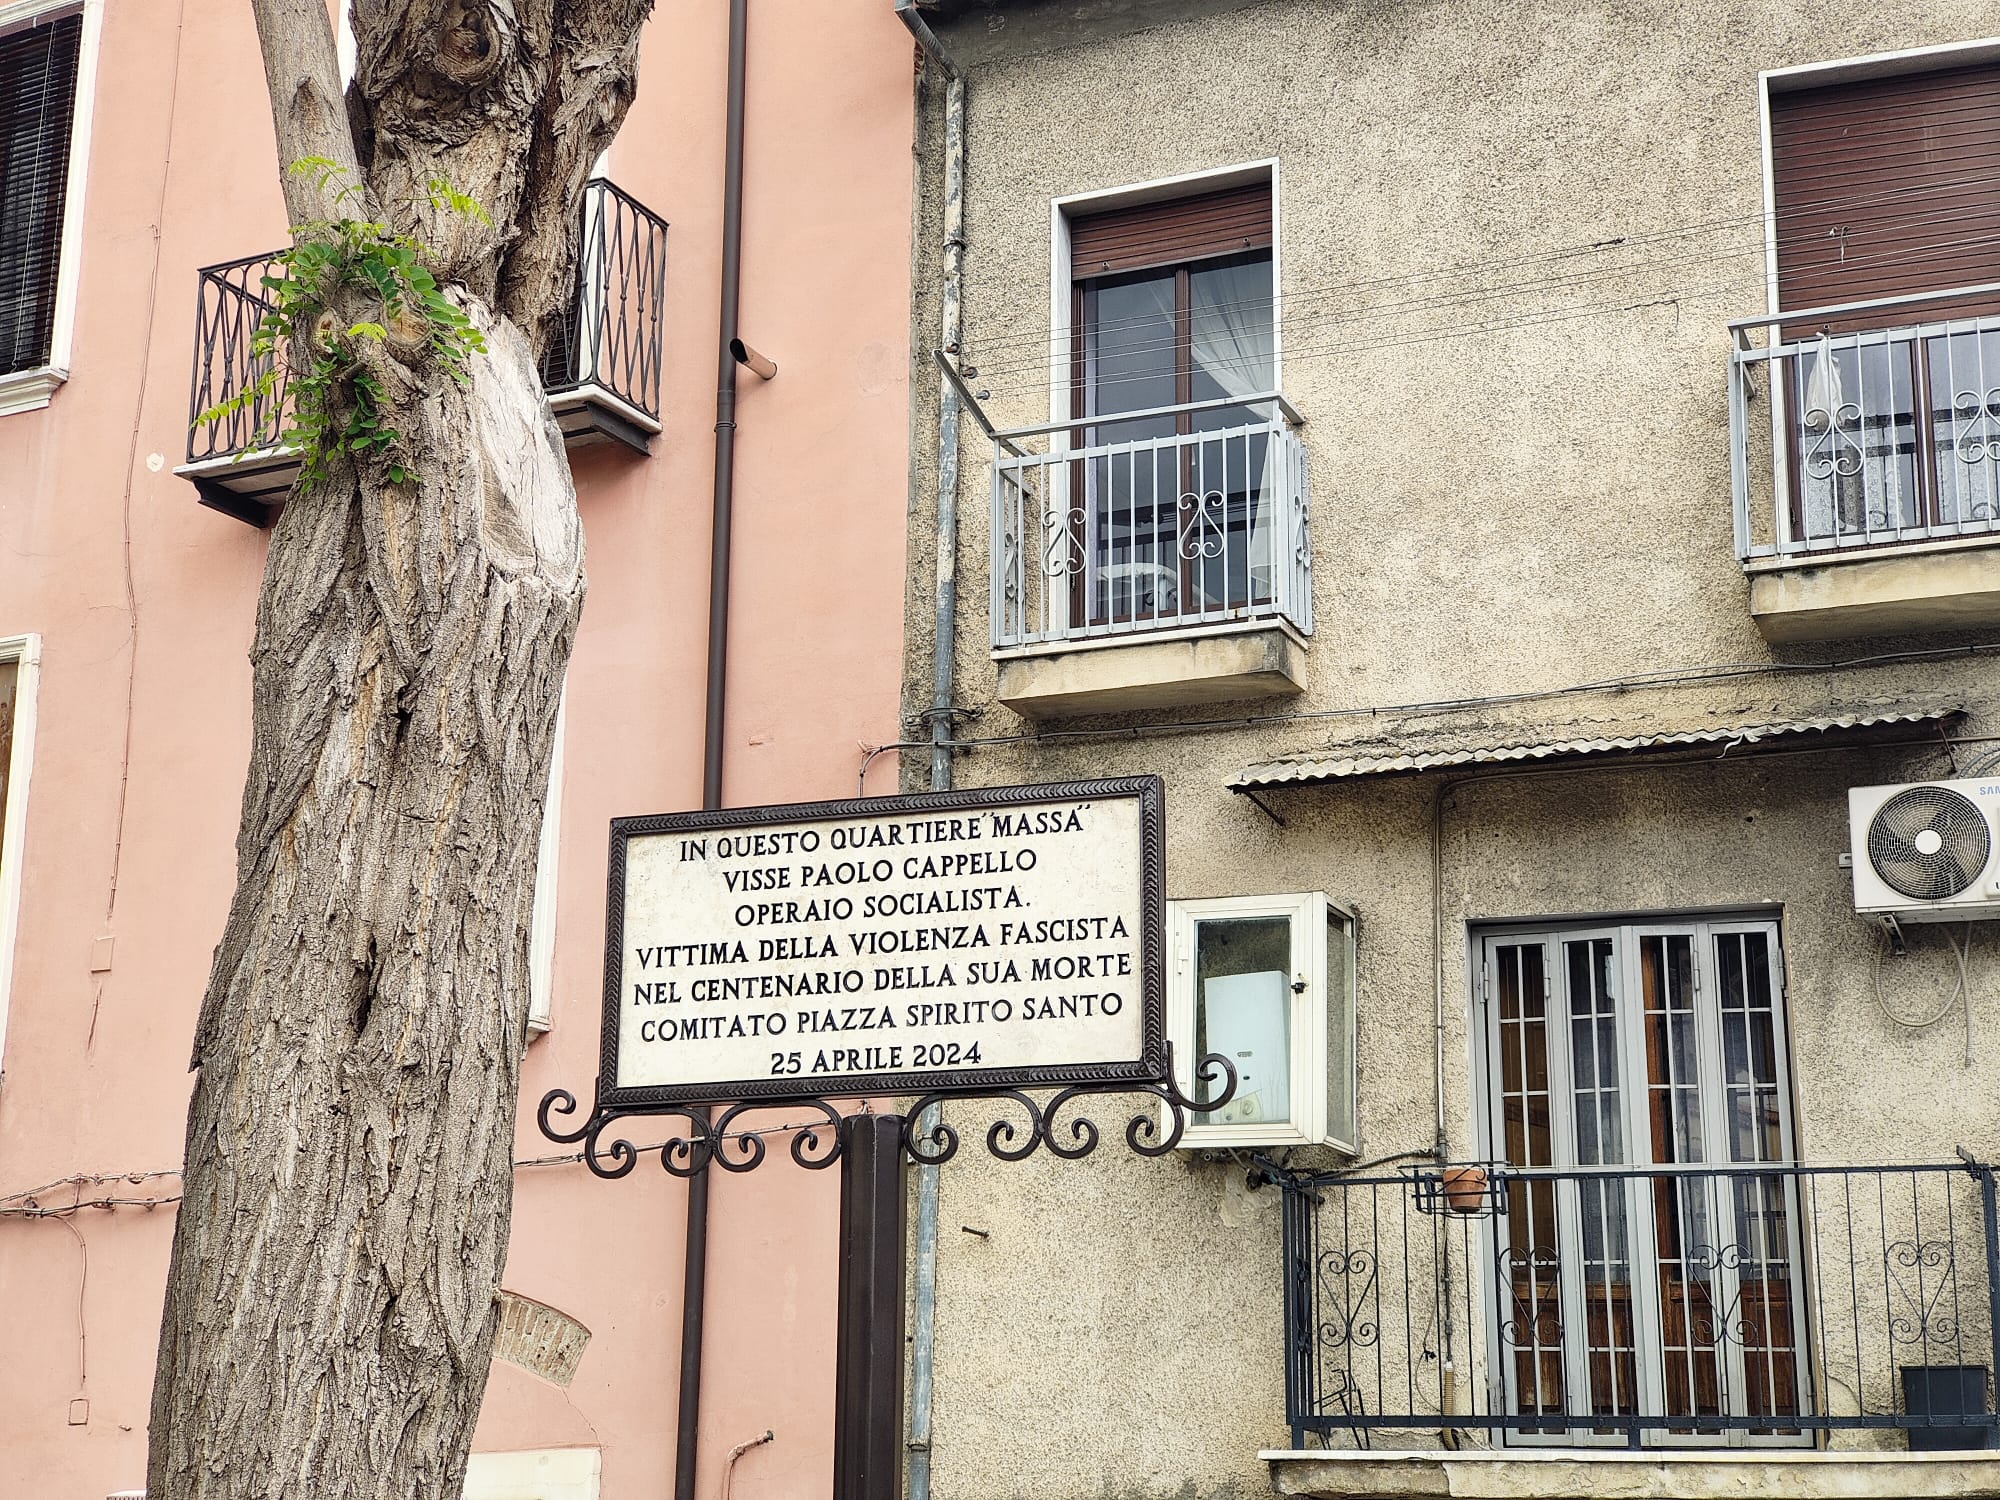 IN QUESTO QUARTIERE "MASSA"
VISSE PAOLO CAPPELLO
OPERAIO SOCIALISTA.
VITTIMA DELLA VIOLENZA FASCISTA
NEL CENTENARIO DELLA SUA MORTE
COMITATO PIAZZA SPIRITO SANTO
25 APRILE 2024